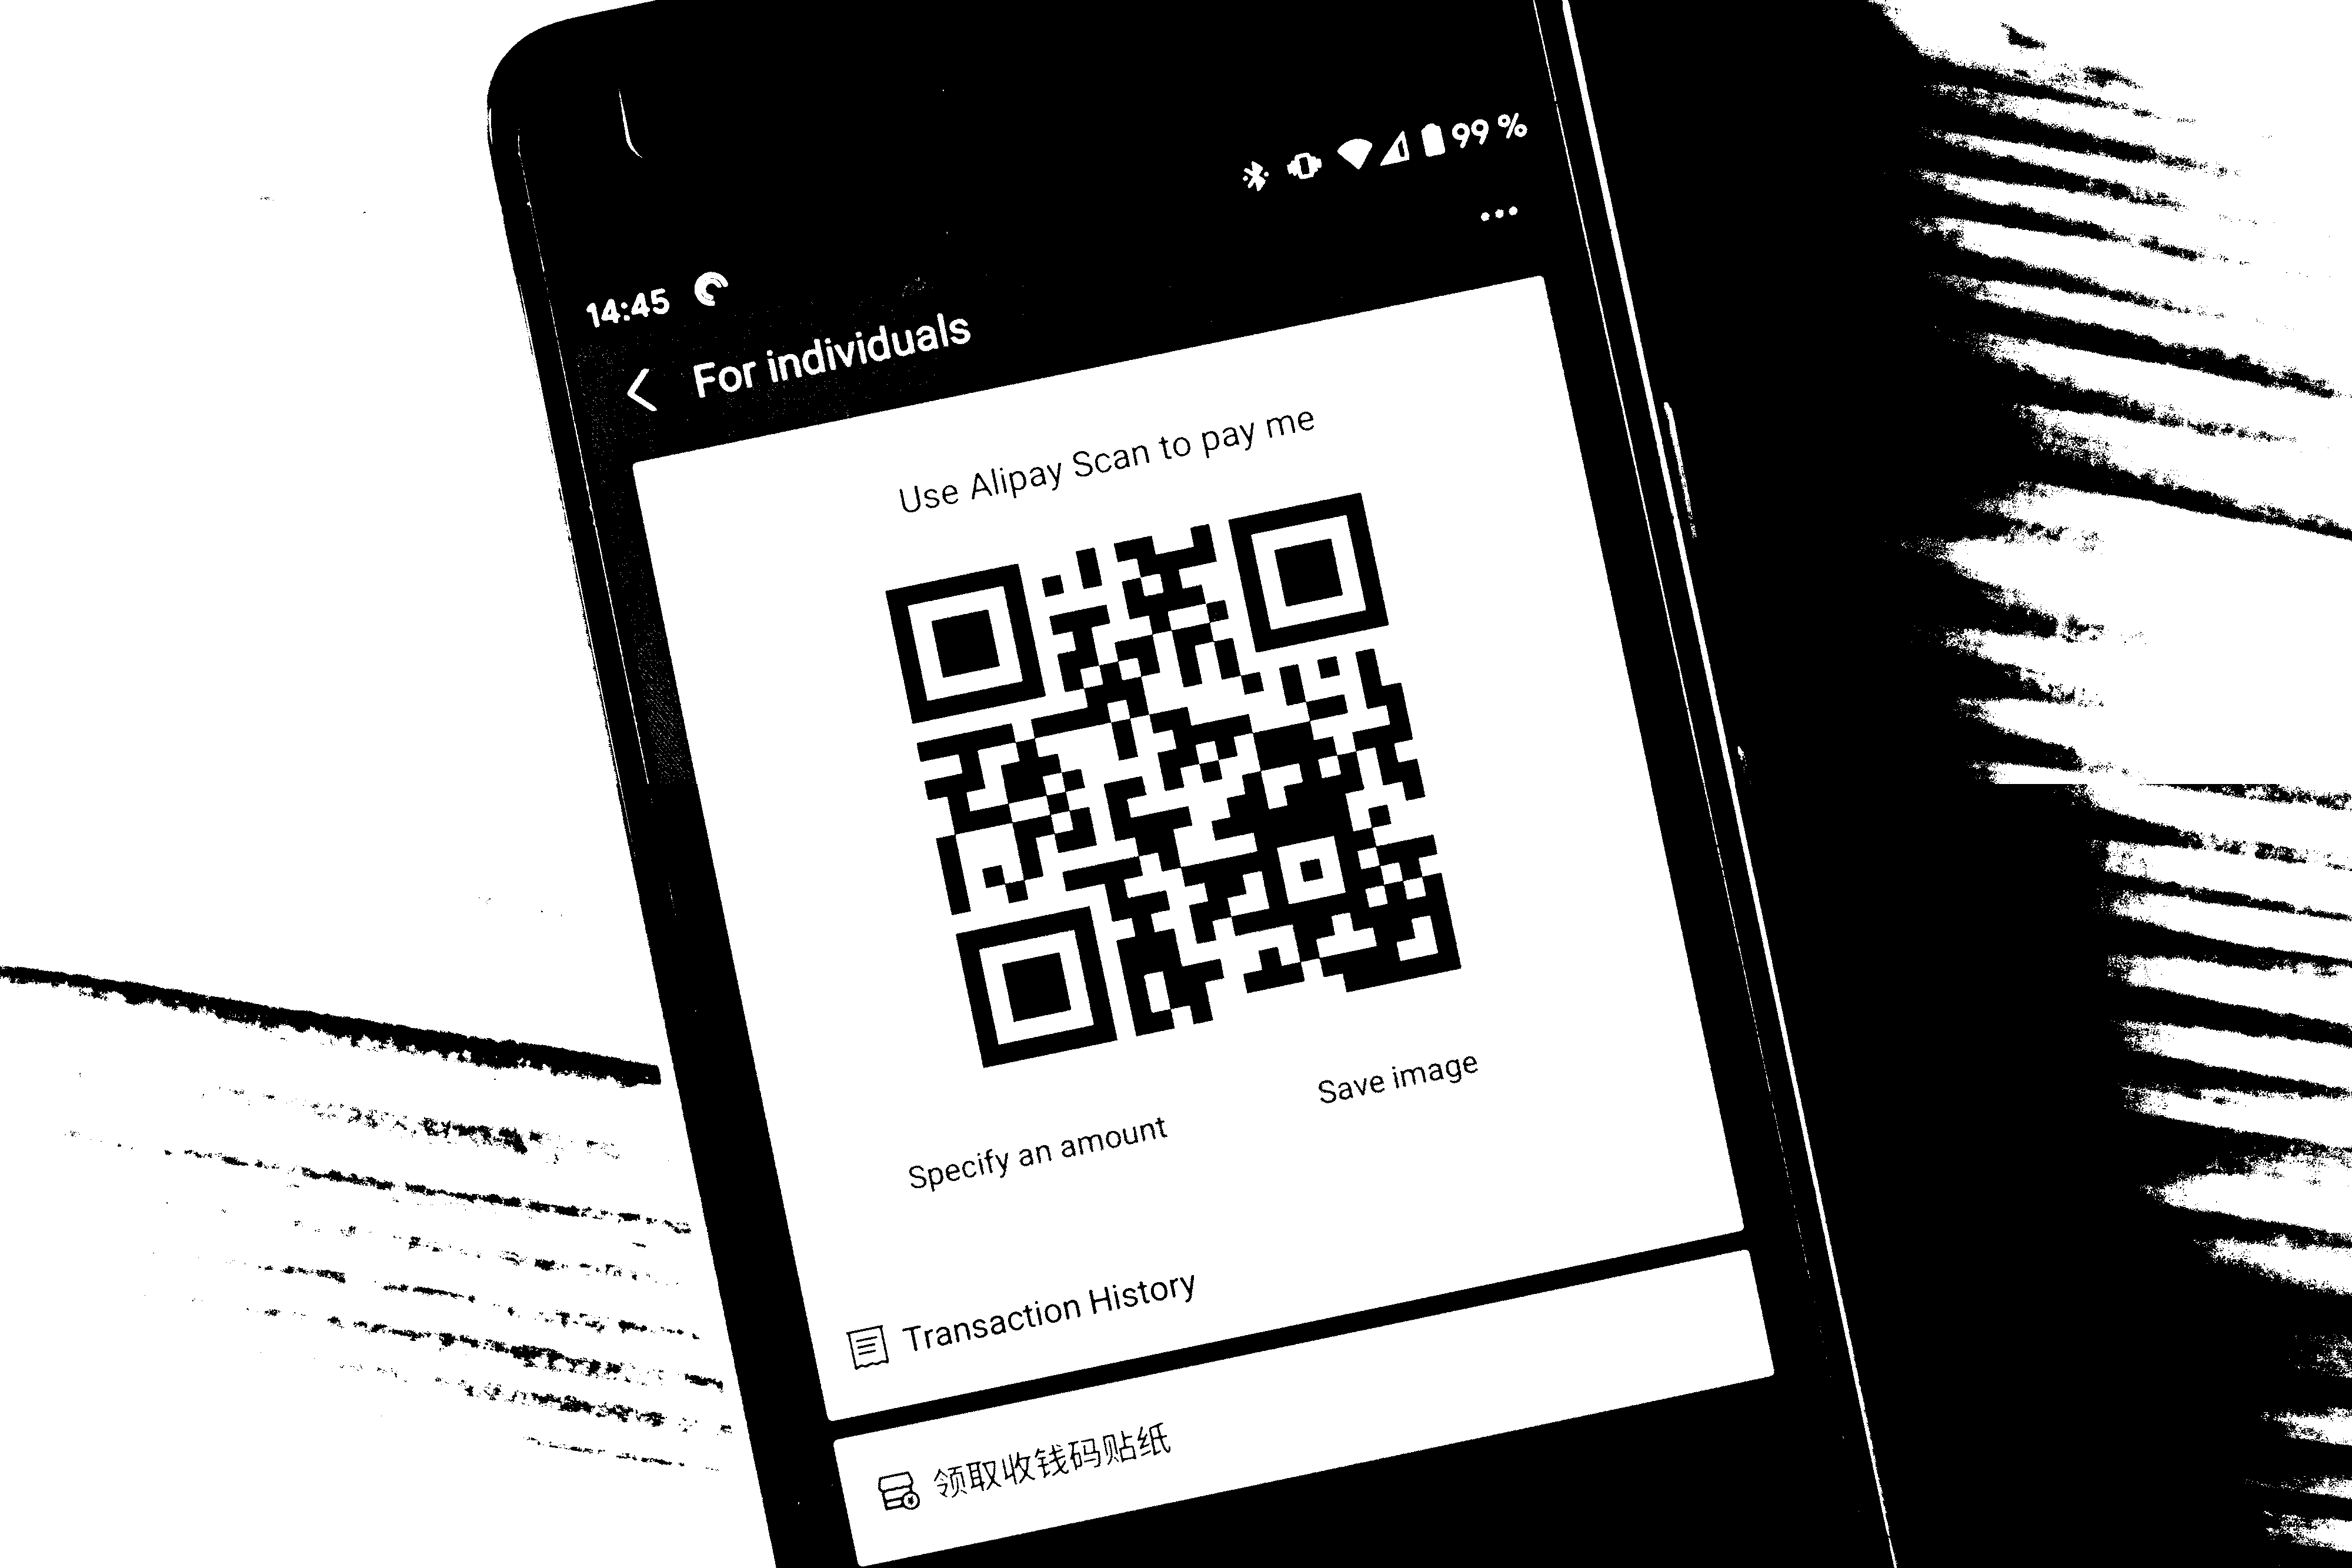 99 %
14:45
For individuals
Use Alipay Scan to pay me
Save image
Specify an amount
Transaction History
领取收钱码贴纸